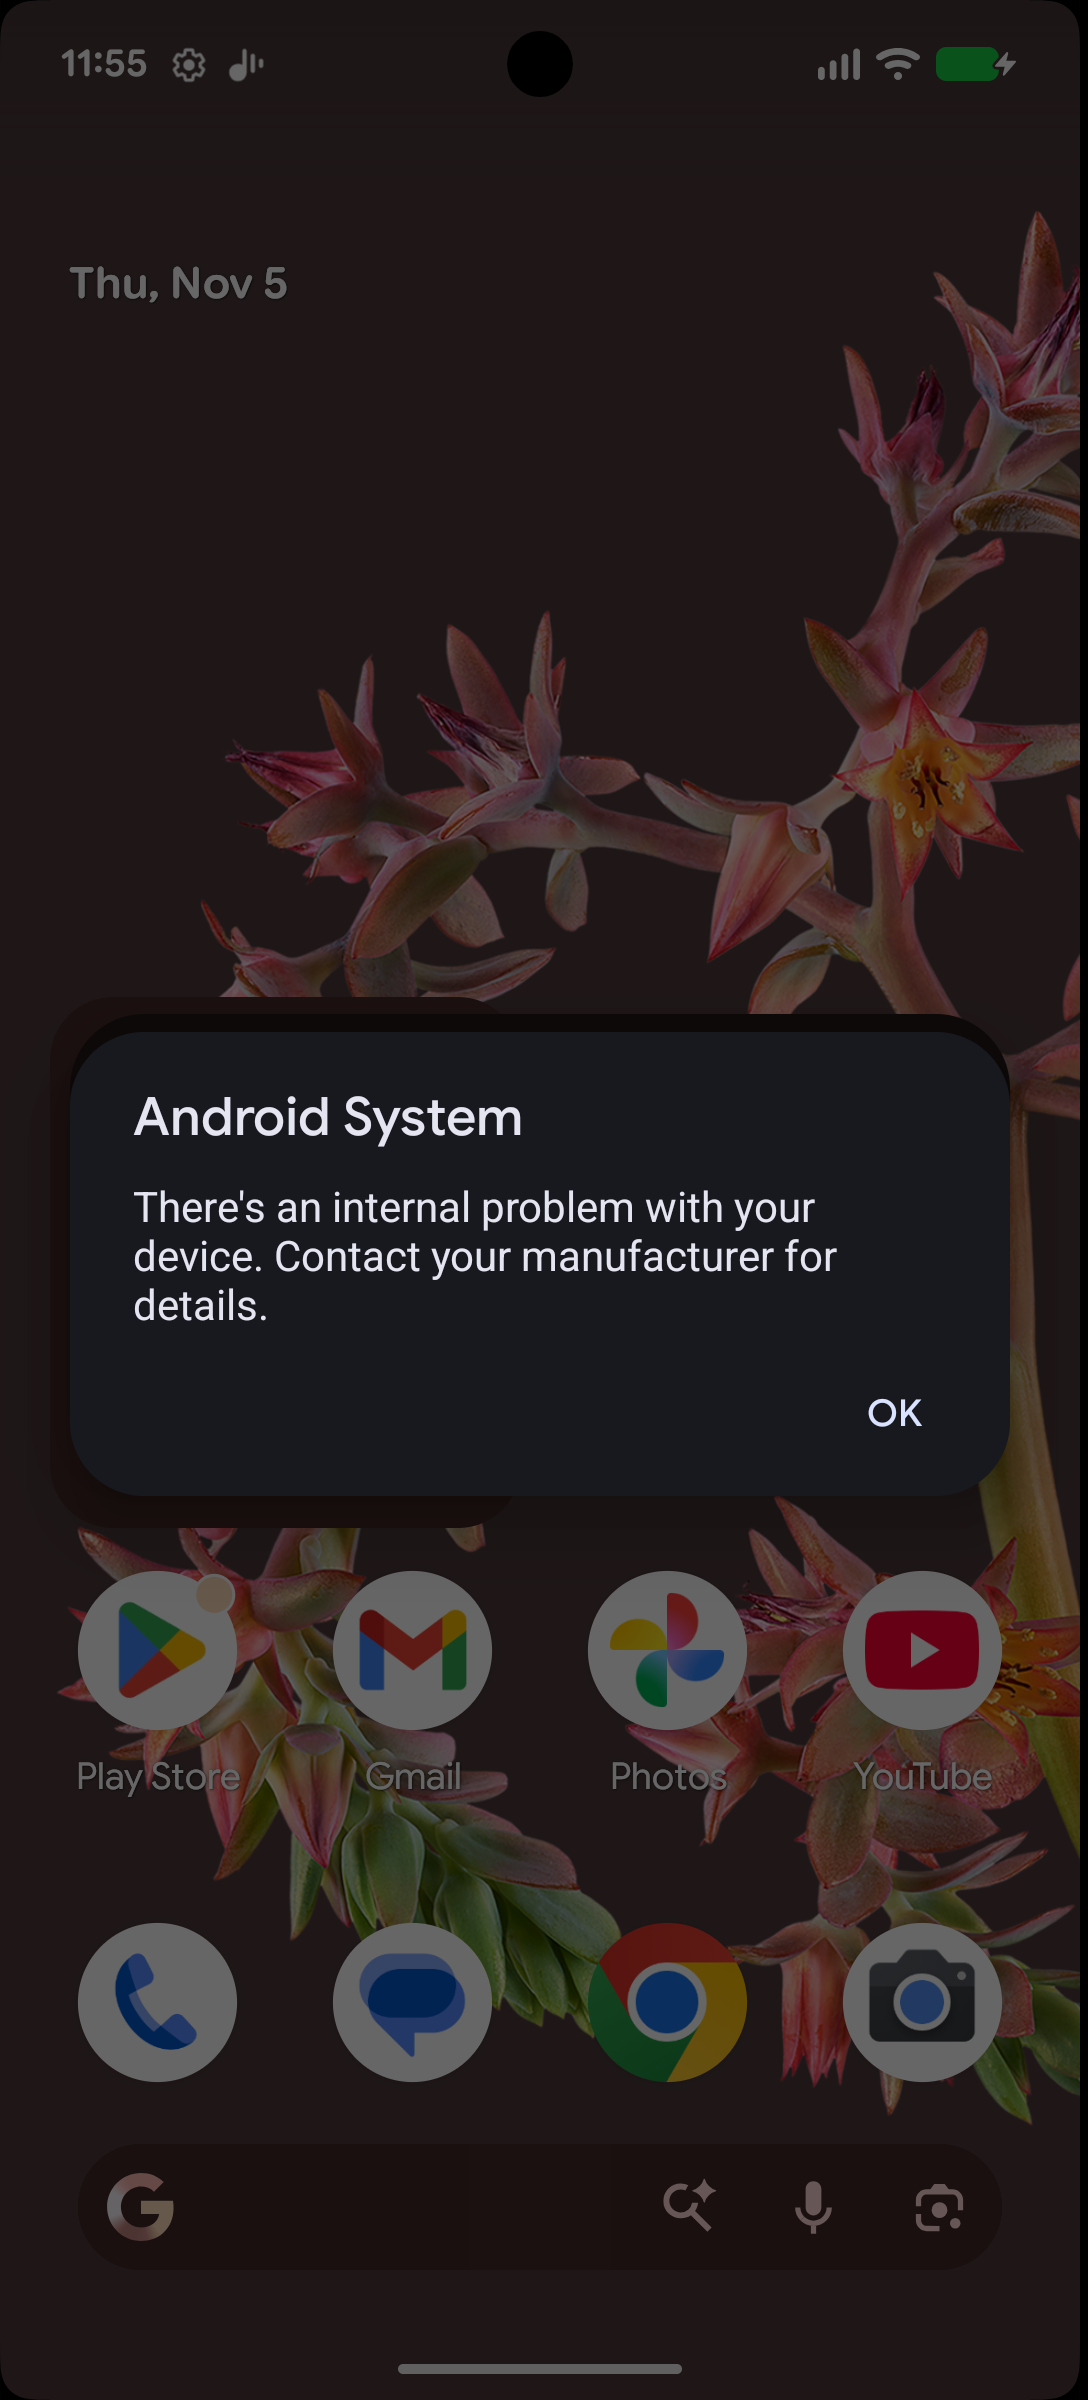 11:55
Thu, Nov 5
Android System
There's an internal problem with your
device. Contact your manufacturer for
details.
OK
Play Store
Gmail
Photos
YouTube